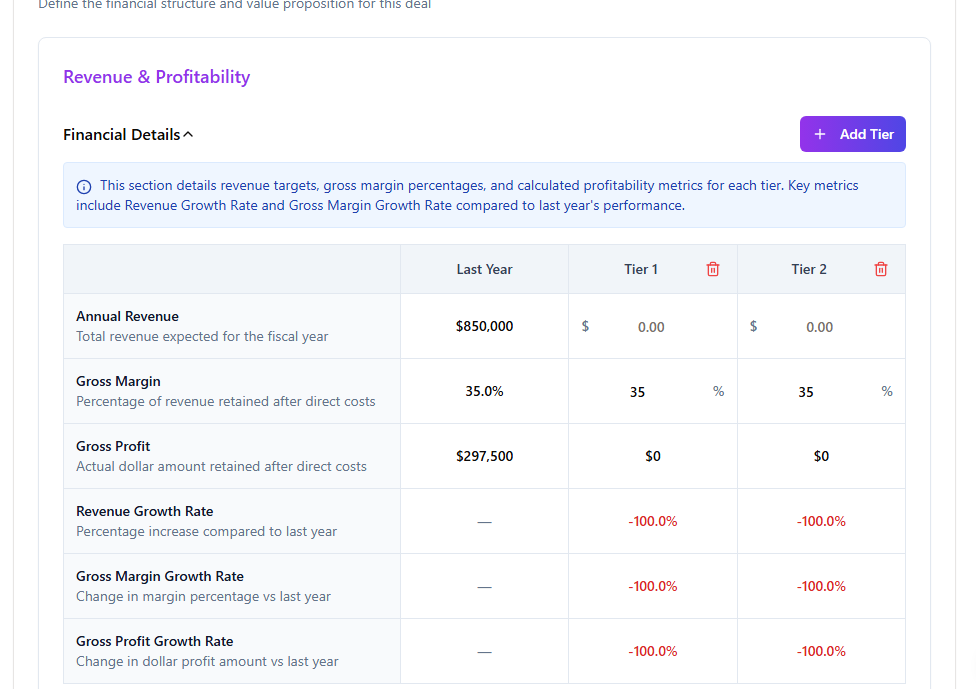 Define the financial structure and value proposition for this deal
Revenue & Profitability
Financial Details
+ Add Tier
This section details revenue targets, gross margin percentages, and calculated profitability metrics for each tier. Key metrics
include Revenue Growth Rate and Gross Margin Growth Rate compared to last year's performance.
Last Year Tier 1 Tier 2
Annual Revenue
Total revenue expected for the fiscal year
$850,000 $ 0.00 $ 0.00
Gross Margin
Percentage of revenue retained after direct costs
35.0% 35 % 35 %
Gross Profit
Actual dollar amount retained after direct costs
$297,500 $0 $0
Revenue Growth Rate
Percentage increase compared to last year
— -100.0% -100.0%
Gross Margin Growth Rate
Change in margin percentage vs last year
— -100.0% -100.0%
Gross Profit Growth Rate
Change in dollar profit amount vs last year
— -100.0% -100.0%